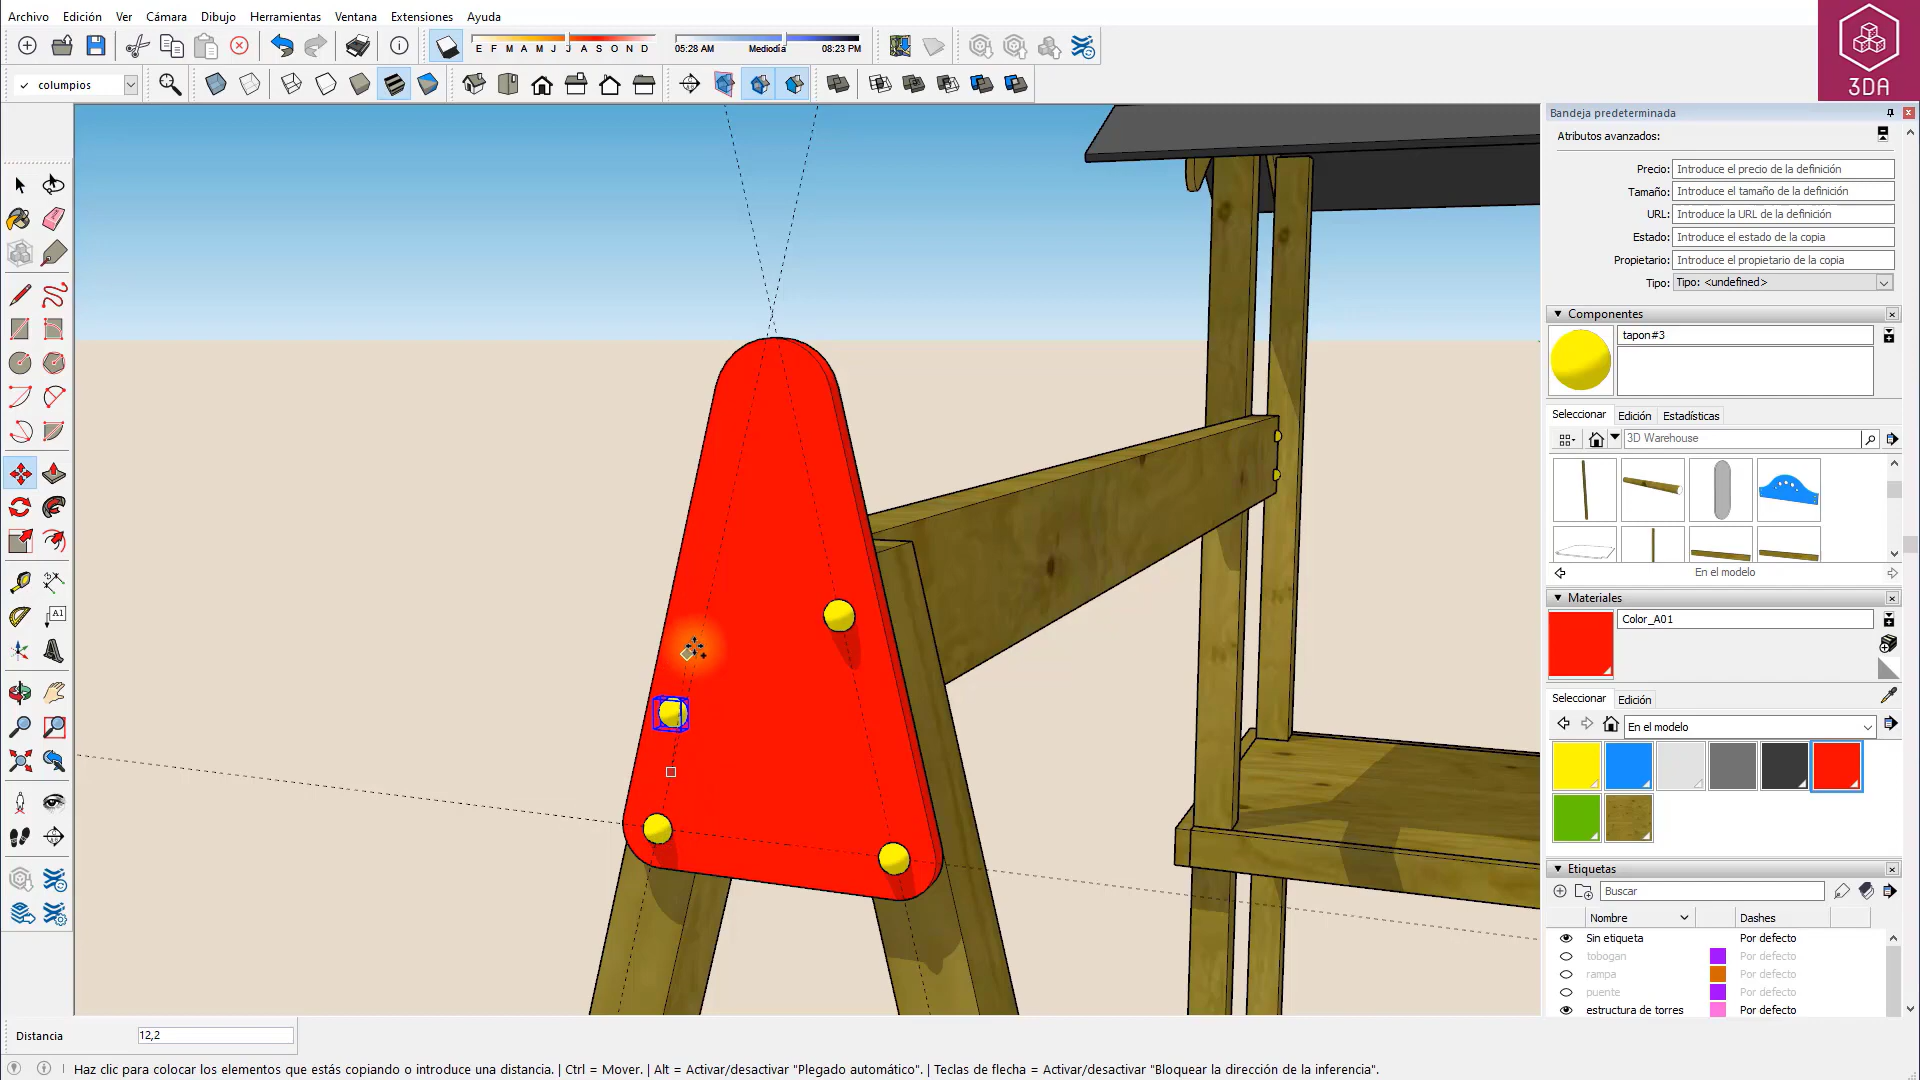 Archivo Edición Ver Cámara Dibujo Herramientas Ventana Extensiones Ayuda
E F M A M J J A S O N D
05:28 AM Mediodía 08:23 PM
3DA
columpios
Bandeja predeterminada
Atributos avanzados:
Precio: Introduce el precio de la definición
Tamaño: Introduce el tamaño de la definición
URL: Introduce la URL de la definición
Estado: Introduce el estado de la copia
Propietario: Introduce el propietario de la copia
Tipo: Tipo: <undefined>
Componentes
tapon#3
Seleccionar Edición Estadísticas
3D Warehouse
En el modelo
Materiales
Color_A01
Seleccionar Edición
En el modelo
Etiquetas
Buscar
Nombre Dashes
Sin etiqueta Por defecto
tobogan Por defecto
rampa Por defecto
puente Por defecto
estructura de torres Por defecto
A1
Distancia 12,2
Haz clic para colocar los elementos que estás copiando o introduce una distancia. | Ctrl = Mover. | Alt = Activar/desactivar "Plegado automático". | Teclas de flecha = Activar/desactivar "Bloquear la dirección de la inferencia".